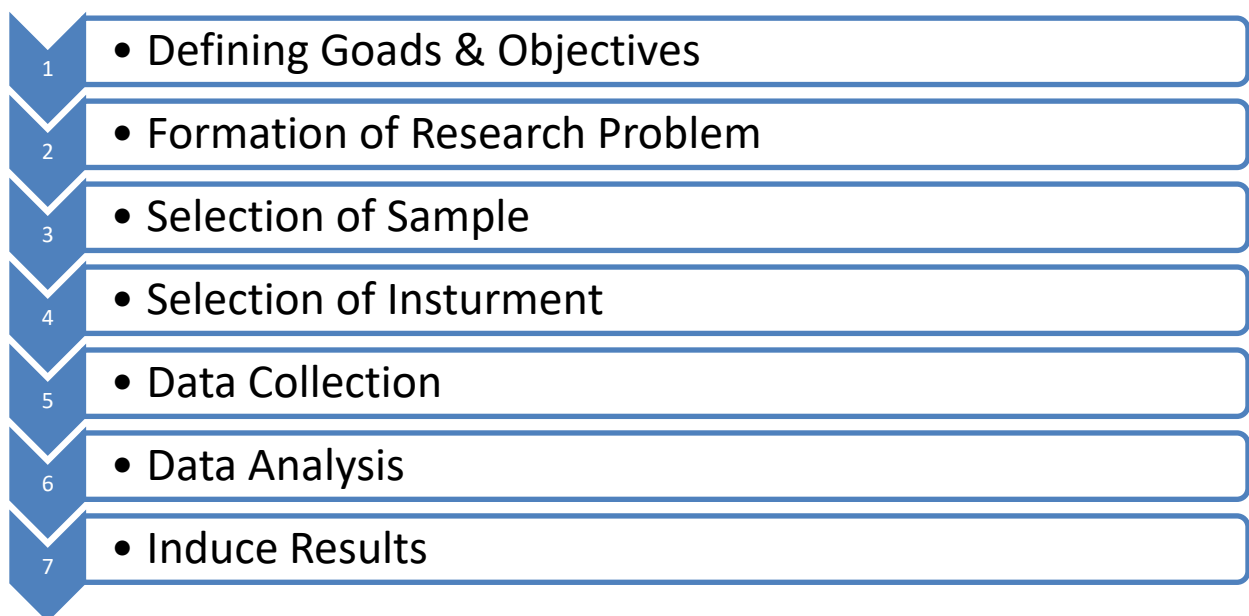 1 • Defining Goads & Objectives
2 • Formation of Research Problem
3 • Selection of Sample
4 • Selection of Insturment
5 • Data Collection
6 • Data Analysis
7 • Induce Results